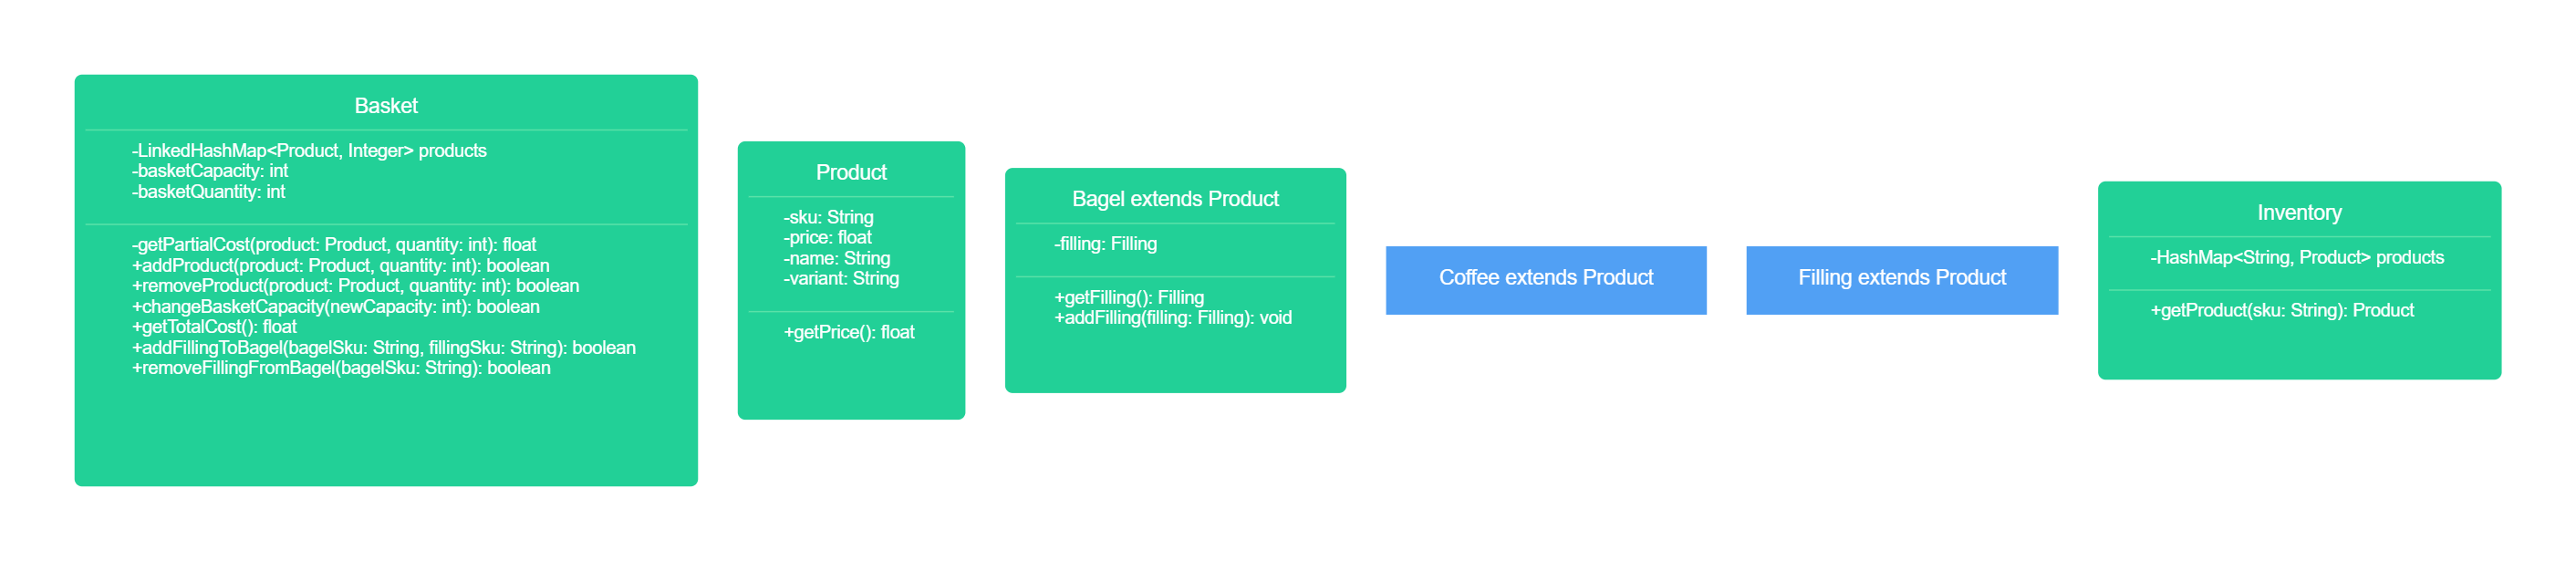 Basket
-LinkedHashMap<Product, Integer> products
-basketCapacity: int
-basketQuantity: int
-getPartialCost(product: Product, quantity: int): float
+addProduct(product: Product, quantity: int): boolean
+removeProduct(product: Product, quantity: int): boolean
+changeBasketCapacity(newCapacity: int): boolean
+getTotalCost(): float
+addFillingToBagel(bagelSku: String, fillingSku: String): boolean
+removeFillingFromBagel(bagelSku: String): boolean
Product
-sku: String
-price: float
-name: String
-variant: String
+getPrice(): float
Bagel extends Product
-filling: Filling
+getFilling(): Filling
+addFilling(filling: Filling): void
Coffee extends Product
Filling extends Product
Inventory
-HashMap<String, Product> products
+getProduct(sku: String): Product